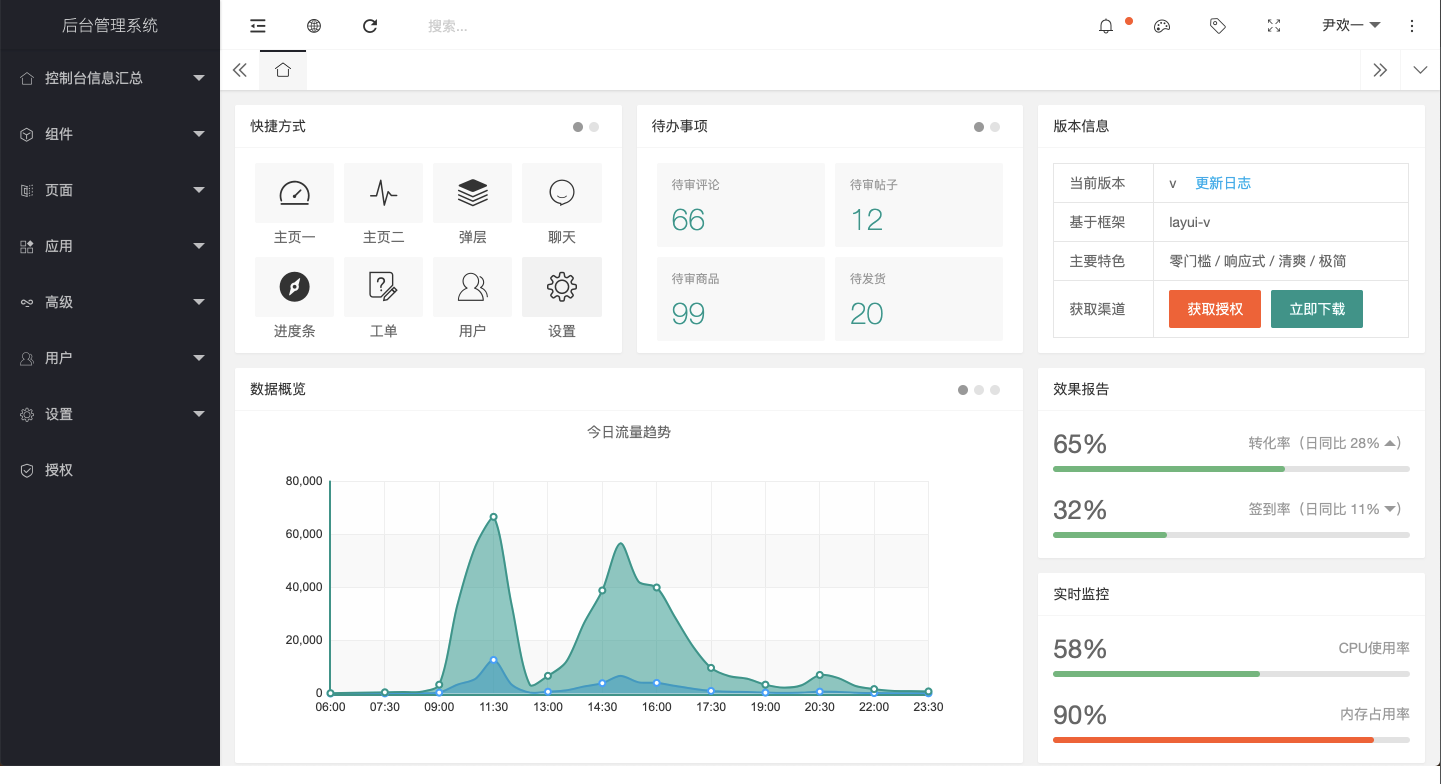 后台管理系统
搜索...
尹欢一
控制台信息汇总
组件
页面
应用
高级
用户
设置
授权
快捷方式
主页一
主页二
弹层
聊天
进度条
工单
用户
设置
待办事项
待审评论
66
待审帖子
12
待审商品
99
待发货
20
版本信息
当前版本 v 更新日志
基于框架 layui-v
主要特色 零门槛 / 响应式 / 清爽 / 极简
获取渠道 获取授权 立即下载
数据概览
今日流量趋势
80,000
60,000
40,000
20,000
0
06:00 07:30 09:00 11:30 13:00 14:30 16:00 17:30 19:00 20:30 22:00 23:30
效果报告
65% 转化率（日同比 28% ）
32% 签到率（日同比 11% ）
实时监控
58% CPU使用率
90% 内存占用率